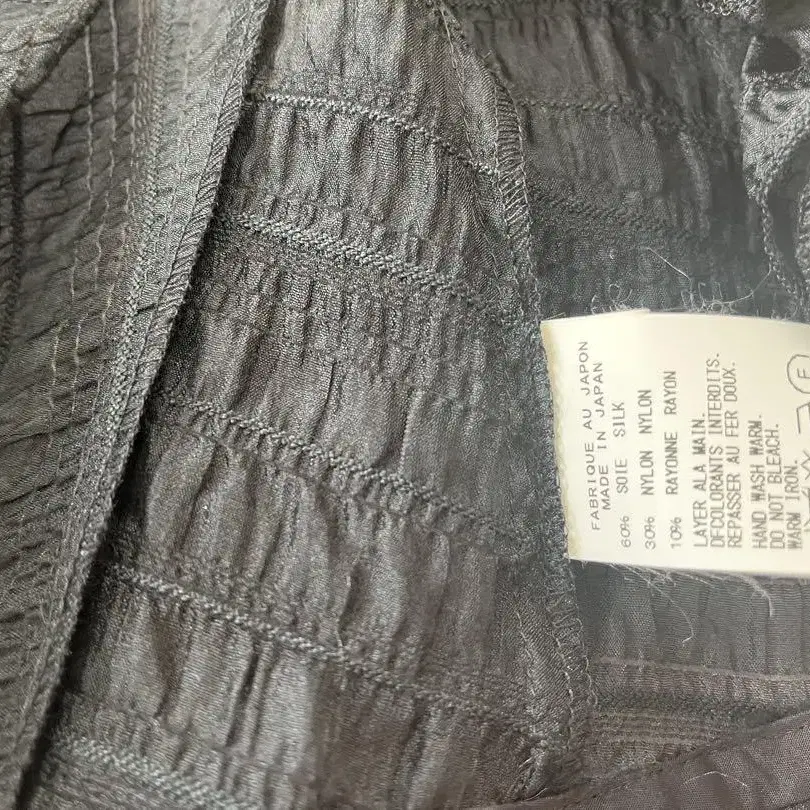 FABRIQUE AU JAPON
MADE IN JAPAN
60% SOIE SILK
30% NYLON NYLON
10% RAYONNE RAYON
LAYER ALA MAIN.
DFCOLORANTS INTERDITS.
REPASSER AU FER DOUX.
HAND WASH WARM.
DO NOT BLEACH.
WARM IRON.
F